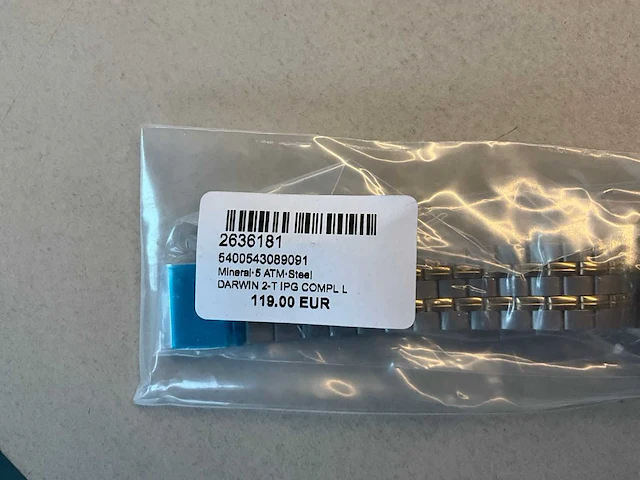 2636181
5400543089091
Mineral·5 ATM·Steel
DARWIN 2-T IPG COMPL L
119.00 EUR